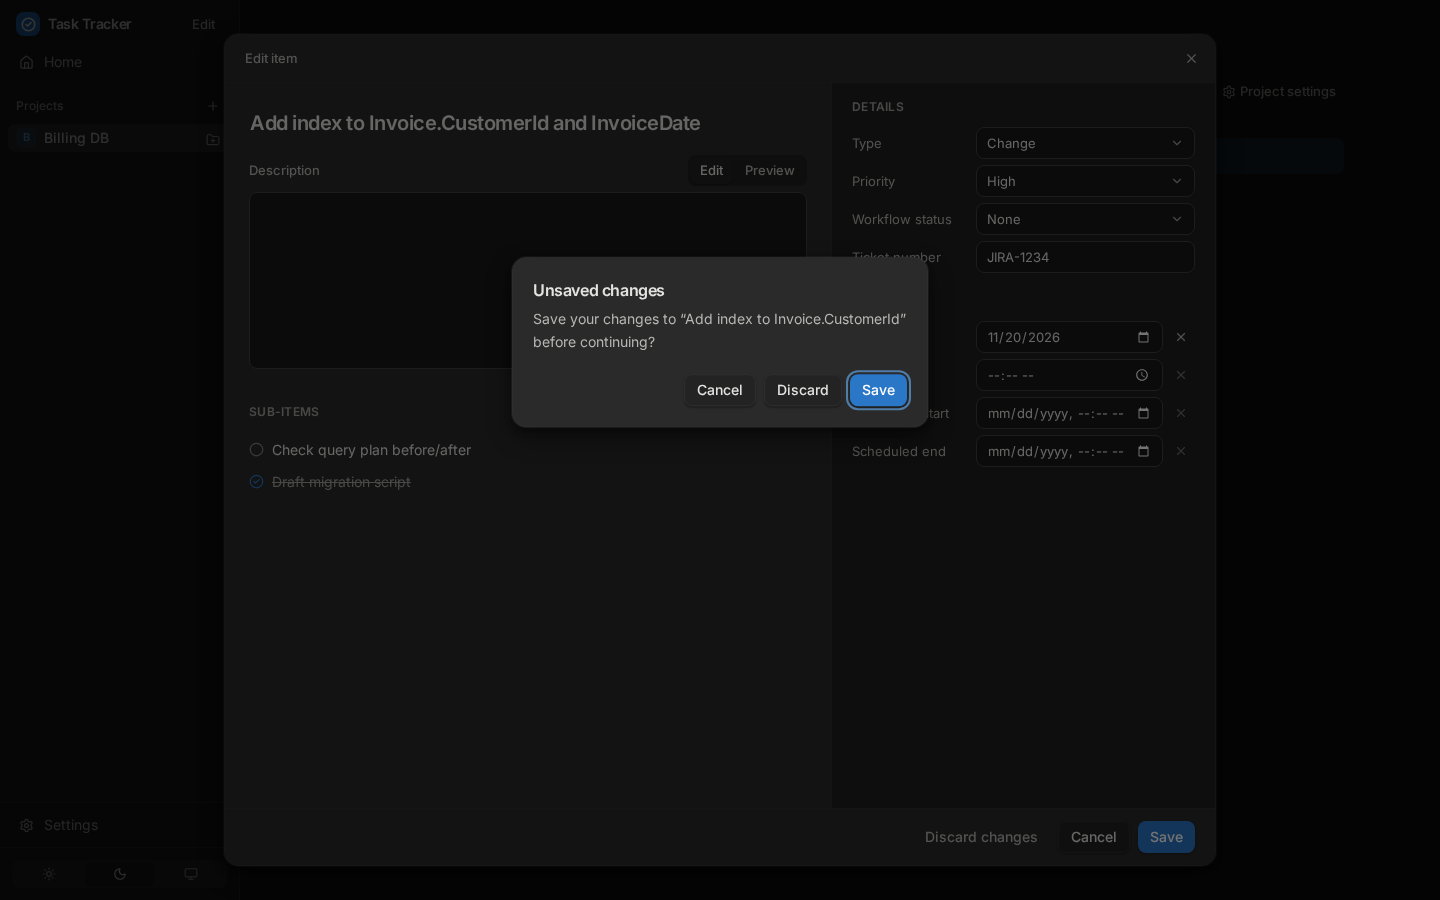 Task Tracker
Edit
Home
Projects
B
Billing DB
Project settings
Edit item
Add index to Invoice.CustomerId and InvoiceDate
Description
Edit
Preview
SUB-ITEMS
Check query plan before/after
Draft migration script
DETAILS
Type
Change
Priority
High
Workflow status
None
Ticket number
JIRA-1234
11/20/2026
--:-- --
tart
mm/dd/yyyy, --:-- --
Scheduled end
mm/dd/yyyy, --:-- --
Unsaved changes
Save your changes to “Add index to Invoice.CustomerId”
before continuing?
Cancel
Discard
Save
Discard changes
Cancel
Save
Settings